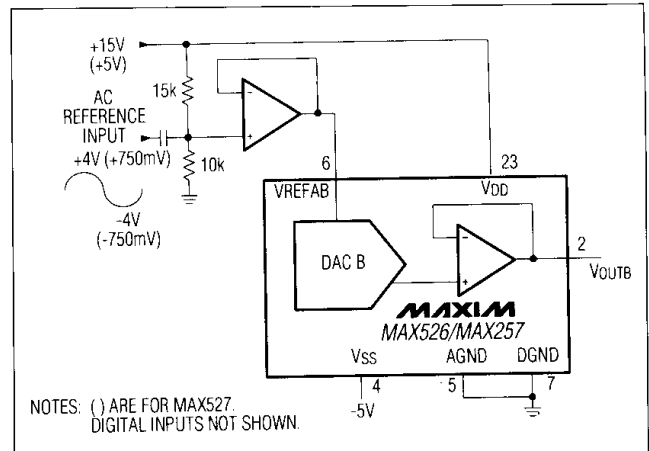 +15V
(+5V)
15k
AC
REFERENCE
INPUT
+4V (+750mV)
10k
-4V
(-750mV)
-
+
6
23
VREFAB
VDD
DAC B
-
+
2
VOUTB
MAXIM
MAX526/MAX257
VSS
AGND
DGND
4
5
7
-5V
NOTES: ( ) ARE FOR MAX527.
DIGITAL INPUTS NOT SHOWN.